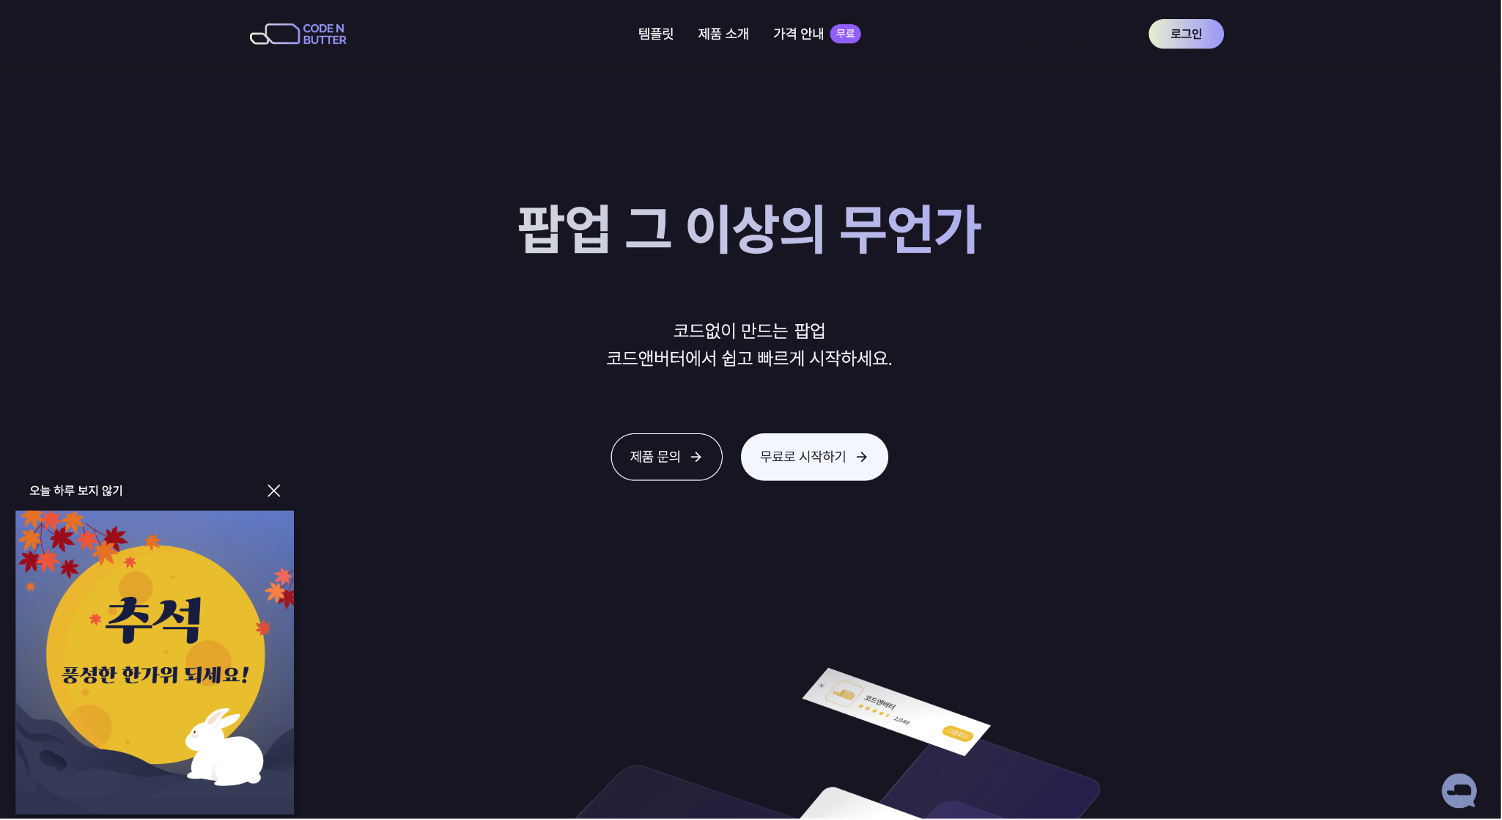 CODE N
BUTTER
템플릿
제품 소개
가격 안내
무료
로그인
팝업 그 이상의 무언가
코드없이 만드는 팝업
코드앤버터에서 쉽고 빠르게 시작하세요.
제품 문의
무료로 시작하기
오늘 하루 보지 않기
추석
풍성한 한가위 되세요!
코드앤버터
2,048